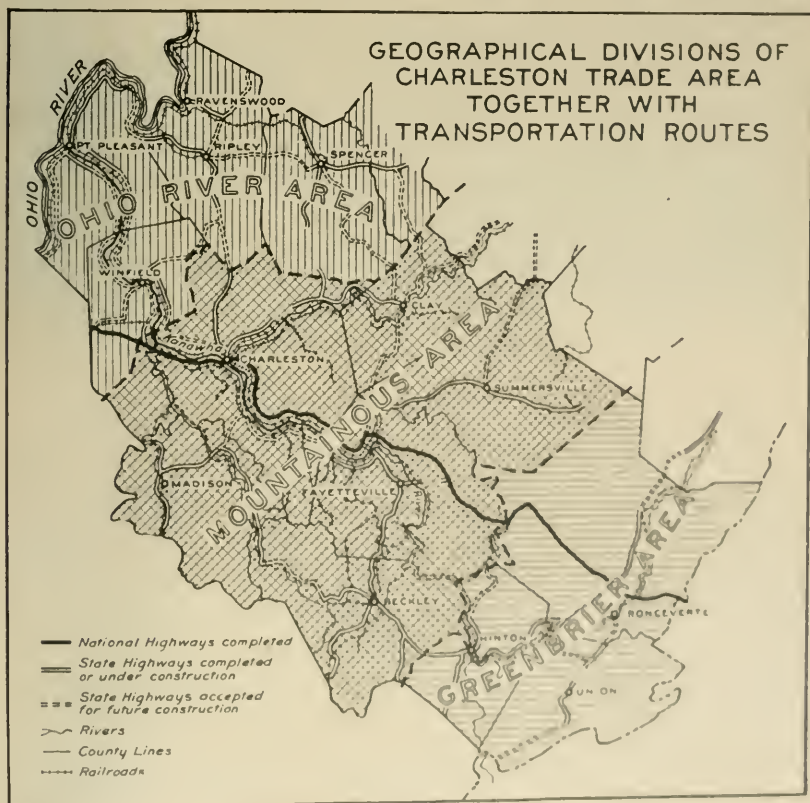 GEOGRAPHICAL DIVISIONS OF
CHARLESTON TRADE AREA
TOGETHER WITH
TRANSPORTATION ROUTES
OHIO RIVER
RAVENSWOOD
PT. PLEASANT
RIPLEY
SPENCER
OHIO RIVER AREA
WINFIELD
CLAY
Kanawha
CHARLESTON
MOUNTAINOUS AREA
SUMMERSVILLE
MADISON
FAYETTEVILLE
BECKLEY
GREENBRIER AREA
RONCEVERTE
HINTON
UNION
National Highways completed
State Highways completed
or under construction
State Highways accepted
for future construction
Rivers
County Lines
Railroads